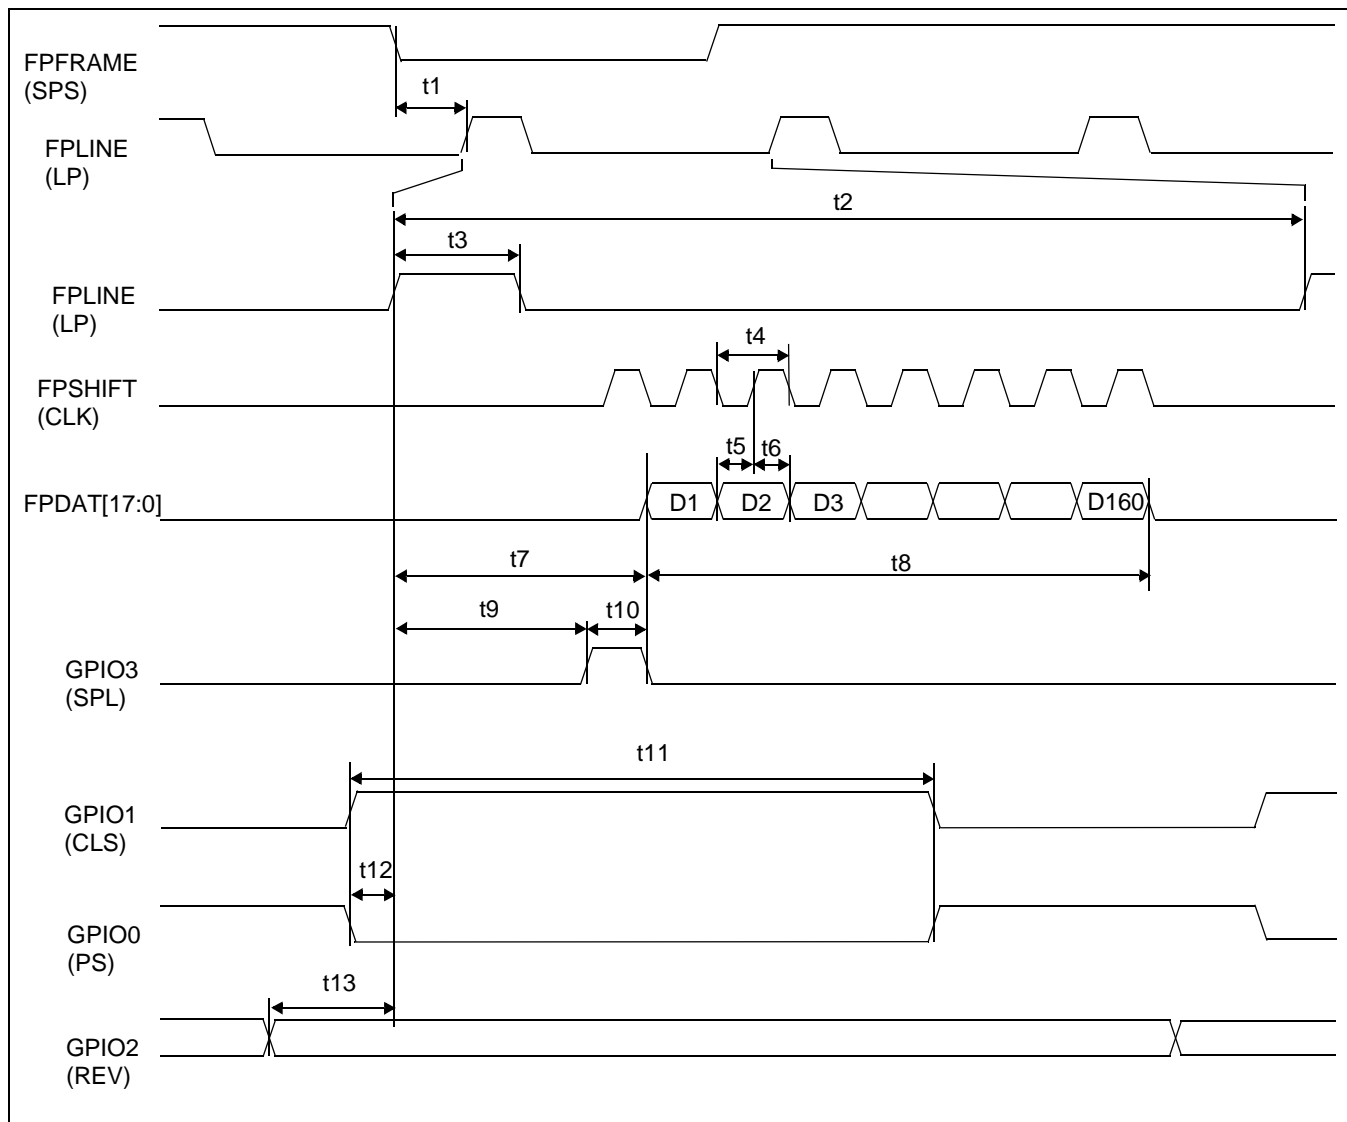 FPFRAME
(SPS)
t1
FPLINE
(LP)
t2
t3
FPLINE
(LP)
t4
FPSHIFT
(CLK)
t5
t6
FPDAT[17:0]
D1
D2
D3
D160
t7
t8
t9
t10
GPIO3
(SPL)
t11
GPIO1
(CLS)
t12
GPIO0
(PS)
t13
GPIO2
(REV)